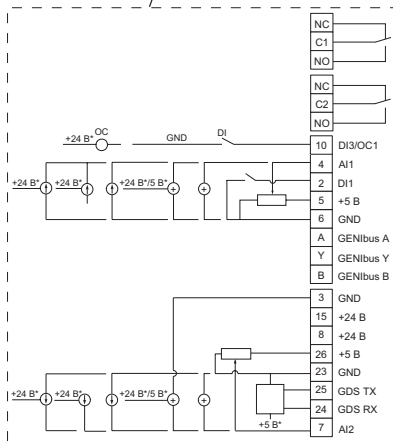 NC
C1
NO
NC
C2
NO
+24 В* OC GND DI 10 DI3/OC1
4 AI1
+24 В* +24 В* +24 В*/5 В* 2 DI1
5 +5 В
6 GND
A GENIbus A
Y GENIbus Y
B GENIbus B
3 GND
15 +24 В
8 +24 В
26 +5 В
23 GND
+24 В* +24 В* +24 В*/5 В* 25 GDS TX
24 GDS RX
+5 В* 7 AI2